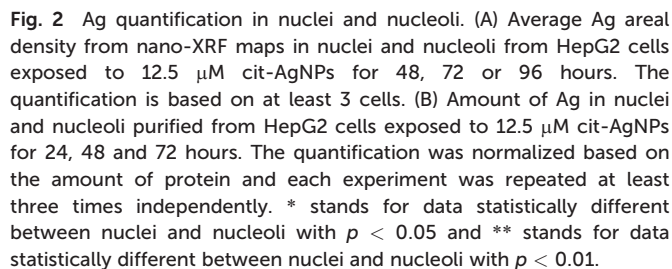 Fig. 2 Ag quantification in nuclei and nucleoli. (A) Average Ag areal
density from nano-XRF maps in nuclei and nucleoli from HepG2 cells
exposed to 12.5 μM cit-AgNPs for 48, 72 or 96 hours. The
quantification is based on at least 3 cells. (B) Amount of Ag in nuclei
and nucleoli purified from HepG2 cells exposed to 12.5 μM cit-AgNPs
for 24, 48 and 72 hours. The quantification was normalized based on
the amount of protein and each experiment was repeated at least
three times independently. * stands for data statistically different
between nuclei and nucleoli with p < 0.05 and ** stands for data
statistically different between nuclei and nucleoli with p < 0.01.